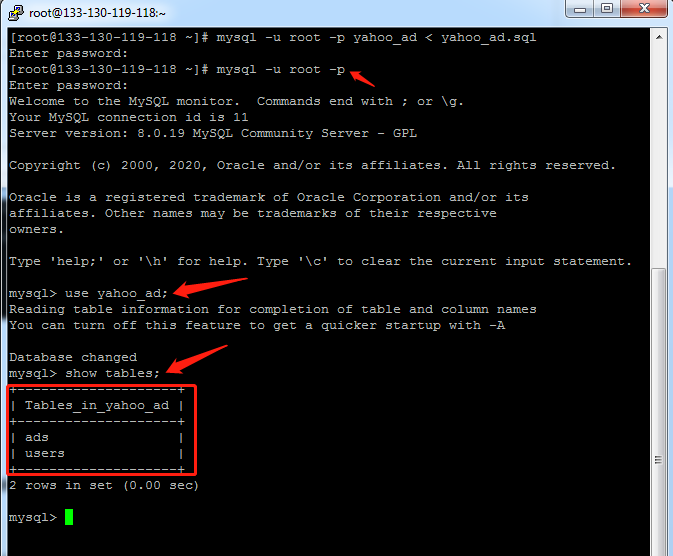 root@133-130-119-118:~
[root@133-130-119-118 ~]# mysql -u root -p yahoo_ad < yahoo_ad.sql
Enter password:
[root@133-130-119-118 ~]# mysql -u root -p
Enter password:
Welcome to the MySQL monitor.  Commands end with ; or \g.
Your MySQL connection id is 11
Server version: 8.0.19 MySQL Community Server - GPL
Copyright (c) 2000, 2020, Oracle and/or its affiliates. All rights reserved.
Oracle is a registered trademark of Oracle Corporation and/or its
affiliates. Other names may be trademarks of their respective
owners.
Type 'help;' or '\h' for help. Type '\c' to clear the current input statement.
mysql> use yahoo_ad;
Reading table information for completion of table and column names
You can turn off this feature to get a quicker startup with -A
Database changed
mysql> show tables;
+--------------------+
| Tables_in_yahoo_ad |
+--------------------+
| ads                |
| users              |
+--------------------+
2 rows in set (0.00 sec)
mysql>